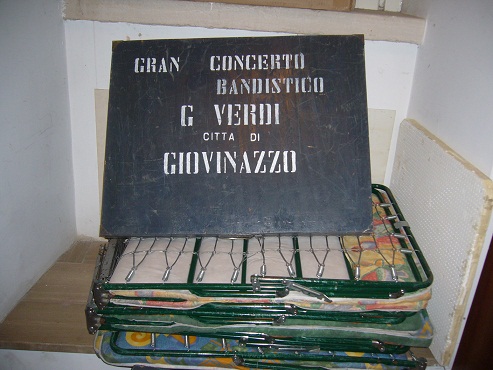 GRAN CONCERTO
BANDISTICO
G VERDI
CITTA DI
GIOVINAZZO